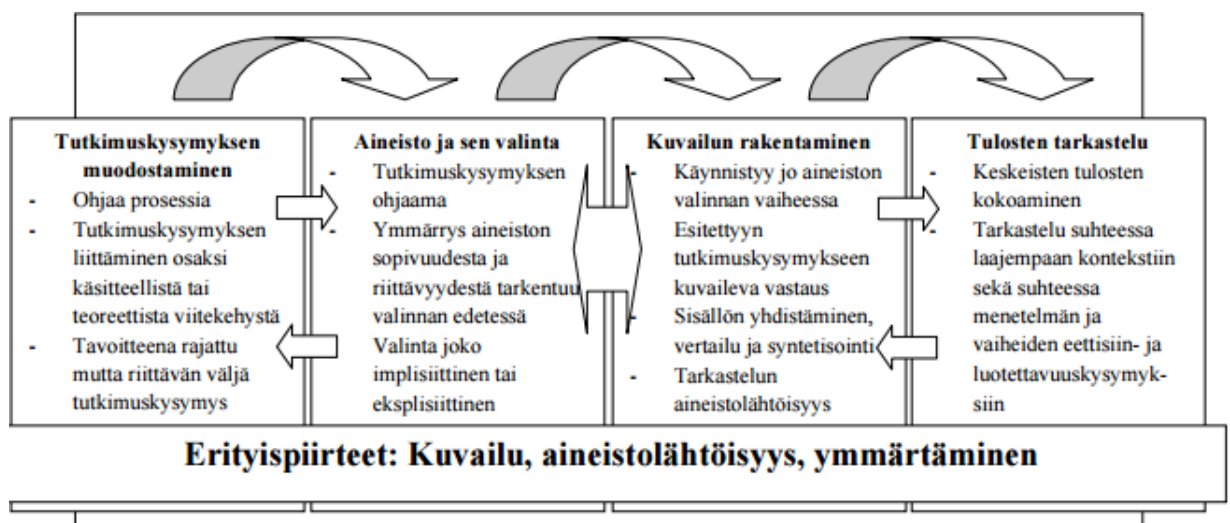 Tutkimuskysymyksen
muodostaminen
- Ohjaa prosessia
- Tutkimuskysymyksen
liittäminen osaksi
käsitteellistä tai
teoreettista viitekehystä
- Tavoitteena rajattu
mutta riittävän väljä
tutkimuskysymys
Aineisto ja sen valinta
- Tutkimuskysymyksen
ohjaama
- Ymmärrys aineiston
sopivuudesta ja
riittävyydestä tarkentuu
valinnan edetessä
- Valinta joko
implisiittinen tai
eksplisiittinen
Kuvailun rakentaminen
- Käynnistyy jo aineiston
valinnan vaiheessa
Esitettyyn
tutkimuskysymykseen
kuvaileva vastaus
- Sisällön yhdistäminen,
vertailu ja syntetisointi
- Tarkastelun
aineistolähtöisyys
Tulosten tarkastelu
- Keskeisten tulosten
kokoaminen
- Tarkastelu suhteessa
laajempaan kontekstiin
sekä suhteessa
menetelmän ja
vaiheiden eettisiin- ja
luotettavuuskysymyk-
siin
Erityispiirteet: Kuvailu, aineistolähtöisyys, ymmärtäminen